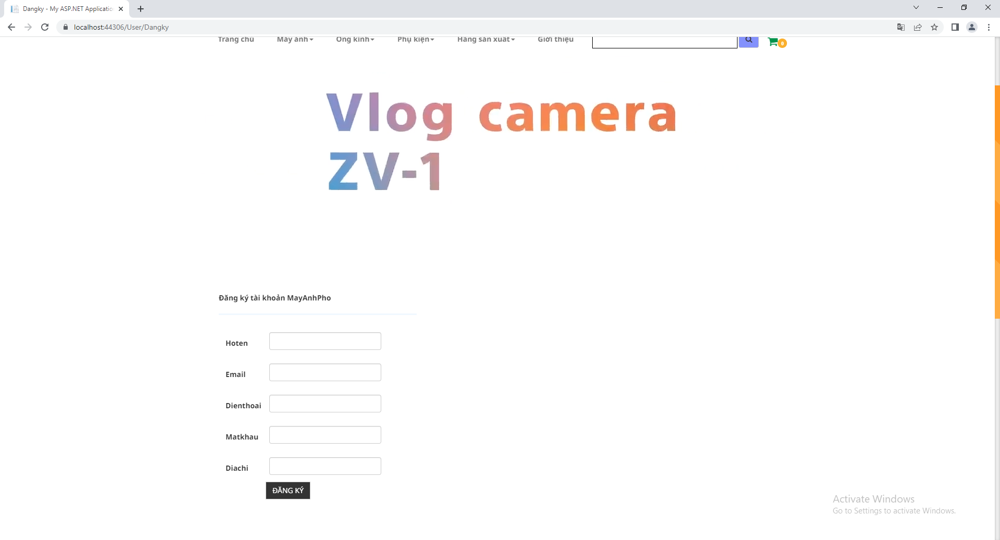 Dangky - My ASP.NET Applicatio
localhost:44306/User/Dangky
Trang chủ Máy ảnh Ống kính Phụ kiện Hãng sản xuất Giới thiệu 0
Vlog camera
ZV-1
Đăng ký tài khoản MayAnhPho
Hoten
Email
Dienthoai
Matkhau
Diachi
ĐĂNG KÝ
Activate Windows
Go to Settings to activate Windows.